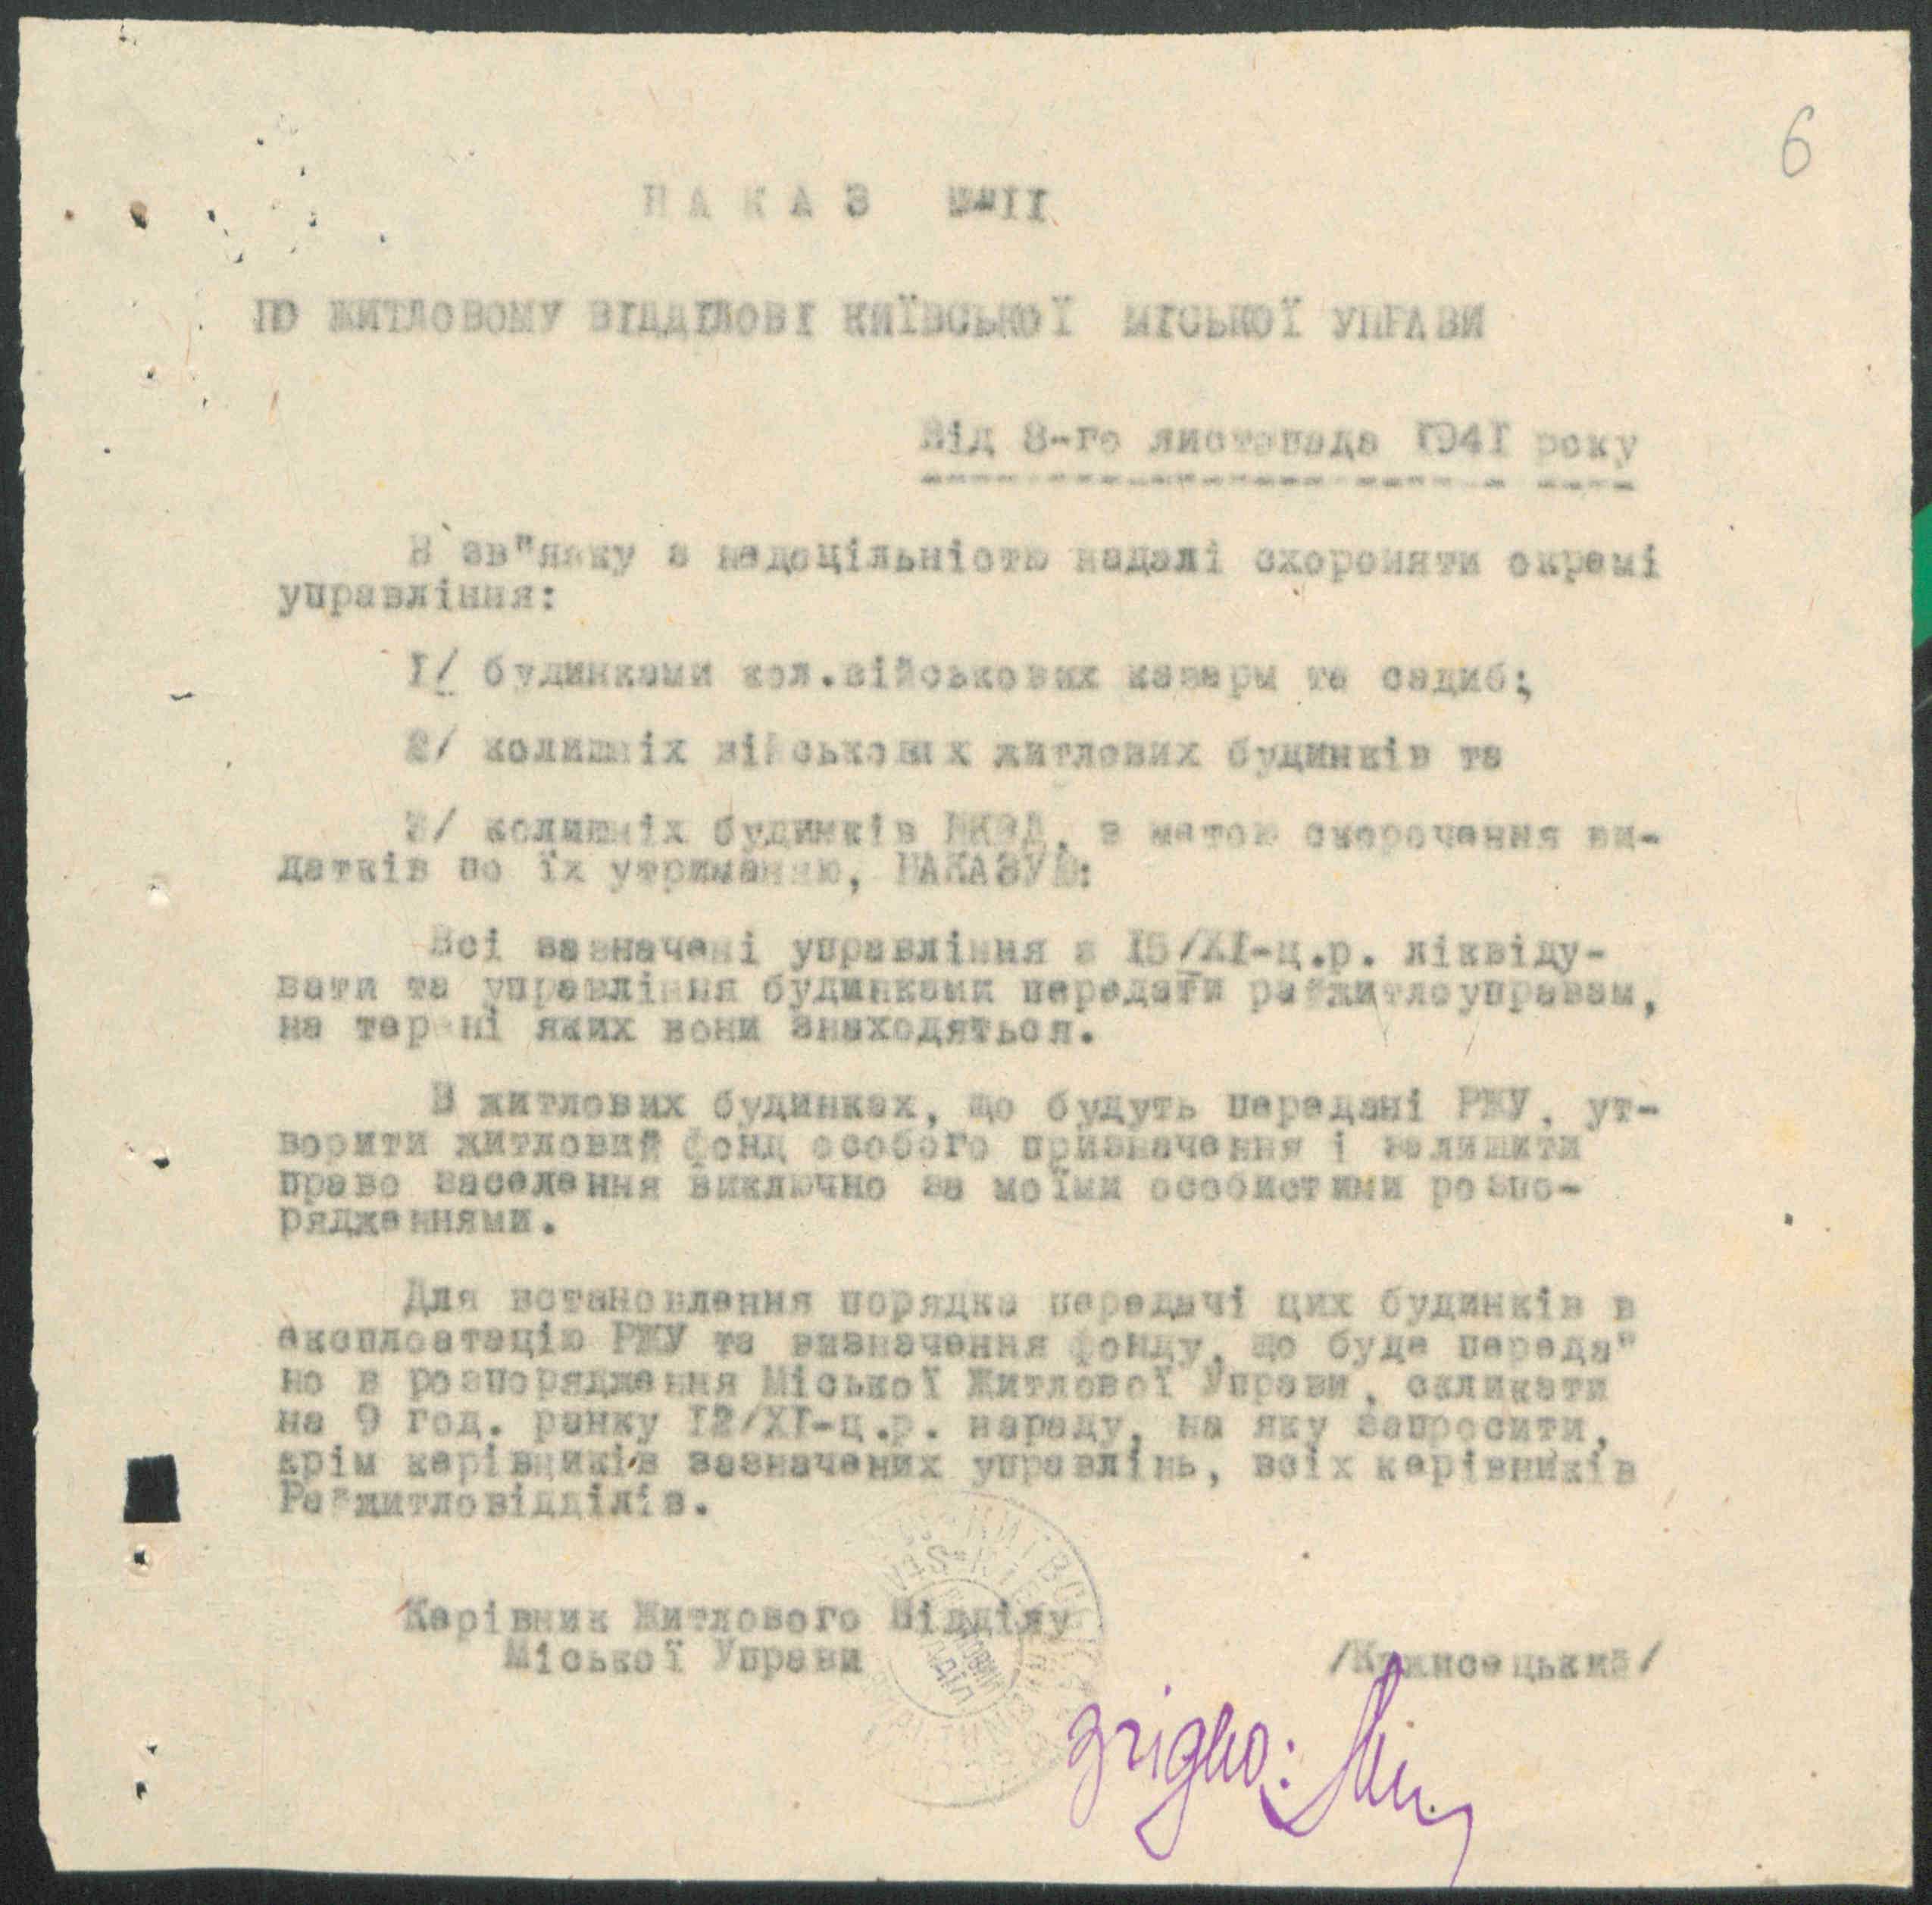 6
Н А К А З №11
ПО ЖИТЛОВОМУ ВІДДІЛОВІ КИЇВСЬКОЇ МІСЬКОЇ УПРАВИ
Від 8-го листопада 1941 року
В зв"язку з недоцільністю надалі охороняти окремі
управління:
1/ будинками кол.військових казарм та садиб;
2/ колишніх військових житлових будинків та
3/ колишніх будинків НКВД, з метою скорочення ви-
датків по їх утриманню, НАКАЗУЮ:
Всі зазначені управління з 15/XI-ц.р. ліквіду-
вати та управління будинками передати райжитлоуправам,
на терені яких вони знаходяться.
В житлових будинках, що будуть передані РЖУ, ут-
ворити житловий фонд особого призначення і залишити
право заселення виключно за моїми особистими розпо-
рядженнями.
Для встановлення порядка передачі цих будинків в
експлоатацію РЖУ та визначення фонду, що буде переда"
но в розпорядження Міської Житлової Управи, скликати
на 9 год. ранку 12/XI-ц.р. нараду, на яку запросити,
крім керівників зазначених управлінь, всіх керівників
Райжитловідділів.
Керівник Житлового Відділу
Міської Управи /Кржисецький/
згідно: